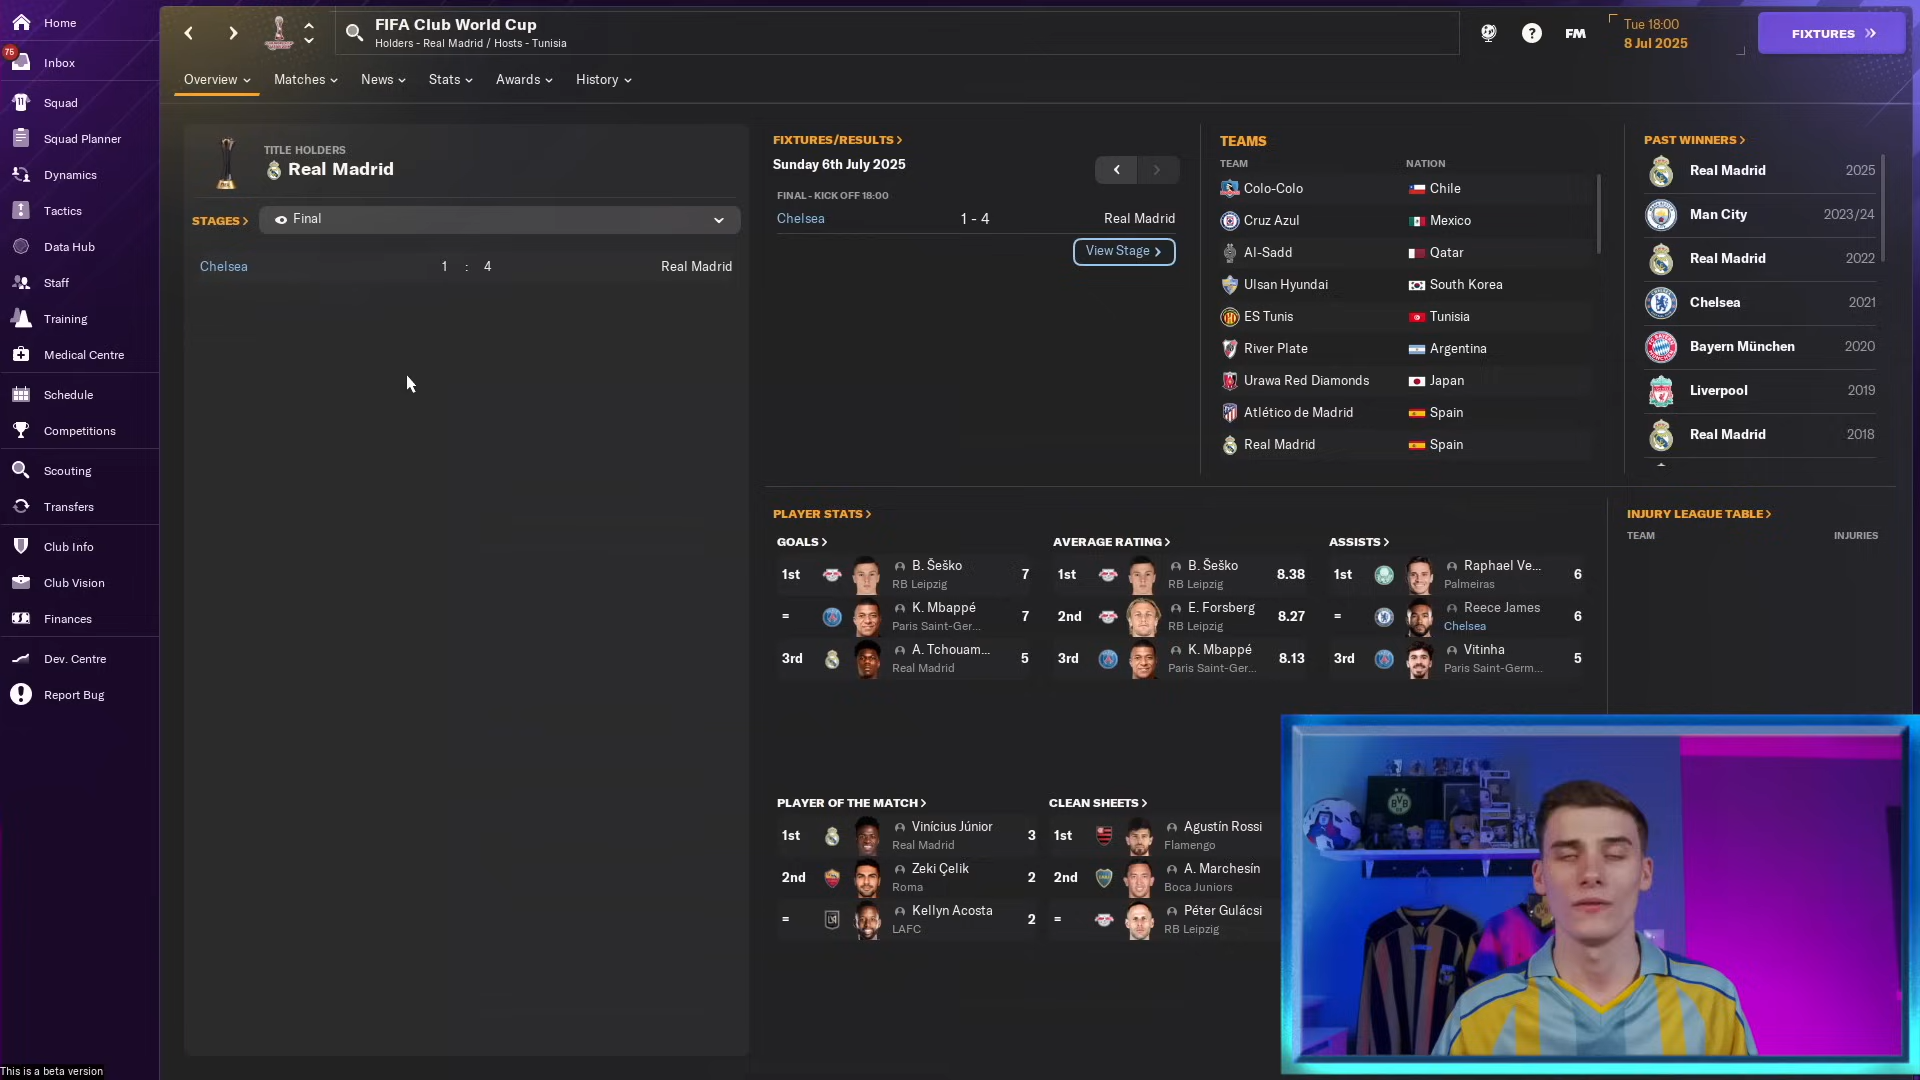 Home
75
Inbox
Squad
Squad Planner
Dynamics
Tactics
Data Hub
Staff
Training
Medical Centre
Schedule
Competitions
Scouting
Transfers
Club Info
Club Vision
Finances
Dev. Centre
Report Bug
This is a beta version
FIFA Club World Cup
Holders - Real Madrid / Hosts - Tunisia
FM
Tue 18:00
8 Jul 2025
FIXTURES
Overview
Matches
News
Stats
Awards
History
TITLE HOLDERS
Real Madrid
STAGES
Final
Chelsea 1 : 4 Real Madrid
FIXTURES/RESULTS
Sunday 6th July 2025
FINAL - KICK OFF 18:00
Chelsea 1 - 4 Real Madrid
View Stage
TEAMS
TEAM NATION
Colo-Colo Chile
Cruz Azul Mexico
Al-Sadd Qatar
Ulsan Hyundai South Korea
ES Tunis Tunisia
River Plate Argentina
Urawa Red Diamonds Japan
Atlético de Madrid Spain
Real Madrid Spain
PAST WINNERS
Real Madrid 2025
Man City 2023/24
Real Madrid 2022
Chelsea 2021
Bayern München 2020
Liverpool 2019
Real Madrid 2018
PLAYER STATS
GOALS
1st B. Šeško 7
RB Leipzig
= K. Mbappé 7
Paris Saint-Ger...
3rd A. Tchouam... 5
Real Madrid
AVERAGE RATING
1st B. Šeško 8.38
RB Leipzig
2nd E. Forsberg 8.27
RB Leipzig
3rd K. Mbappé 8.13
Paris Saint-Ger...
ASSISTS
1st Raphael Ve... 6
Palmeiras
= Reece James 6
Chelsea
3rd Vitinha 5
Paris Saint-Germ...
INJURY LEAGUE TABLE
TEAM INJURIES
PLAYER OF THE MATCH
1st Vinícius Júnior 3
Real Madrid
2nd Zeki Çelik 2
Roma
= Kellyn Acosta 2
LAFC
CLEAN SHEETS
1st Agustín Rossi
Flamengo
2nd A. Marchesín
Boca Juniors
= Péter Gulácsi
RB Leipzig
BVB